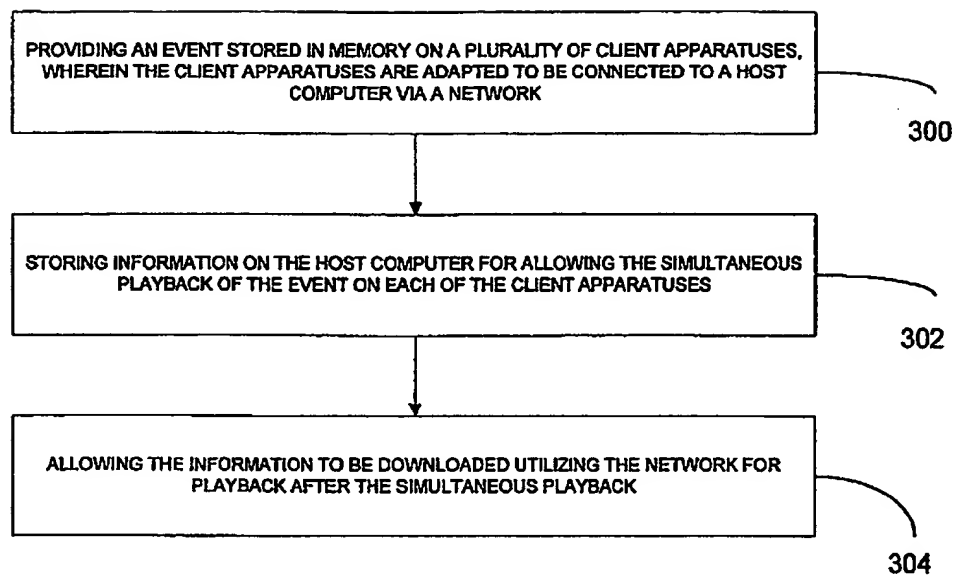 PROVIDING AN EVENT STORED IN MEMORY ON A PLURALITY OF CLIENT APPARATUSES,
WHEREIN THE CLIENT APPARATUSES ARE ADAPTED TO BE CONNECTED TO A HOST
COMPUTER VIA A NETWORK
300
STORING INFORMATION ON THE HOST COMPUTER FOR ALLOWING THE SIMULTANEOUS
PLAYBACK OF THE EVENT ON EACH OF THE CLIENT APPARATUSES
302
ALLOWING THE INFORMATION TO BE DOWNLOADED UTILIZING THE NETWORK FOR
PLAYBACK AFTER THE SIMULTANEOUS PLAYBACK
304